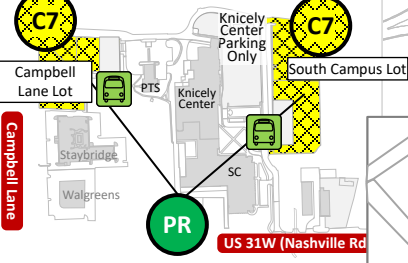 C7
Knicely
Center
Parking
Only
C7
Campbell
Lane Lot
PTS
Knicely
Center
South Campus Lot
Campbell Lane
Staybridge
SC
Walgreens
PR
US 31W (Nashville Rd